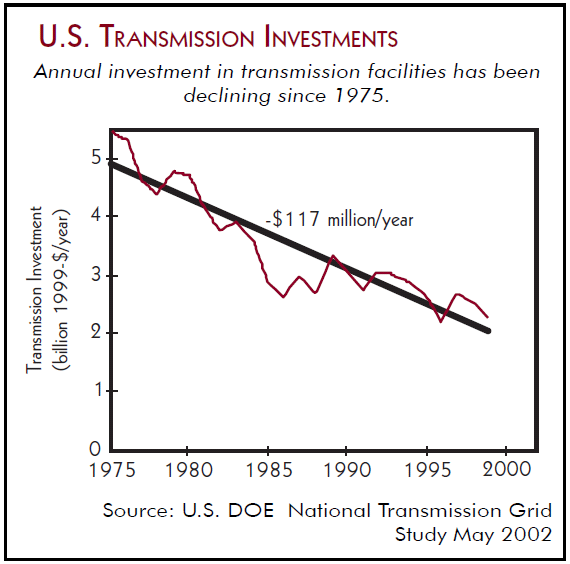 U.S. TRANSMISSION INVESTMENTS
Annual investment in transmission facilities has been
declining since 1975.
Transmission Investment
(billion 1999-$/year)
5
4
3
2
1
0
-$117 million/year
1975 1980 1985 1990 1995 2000
Source: U.S. DOE National Transmission Grid
Study May 2002